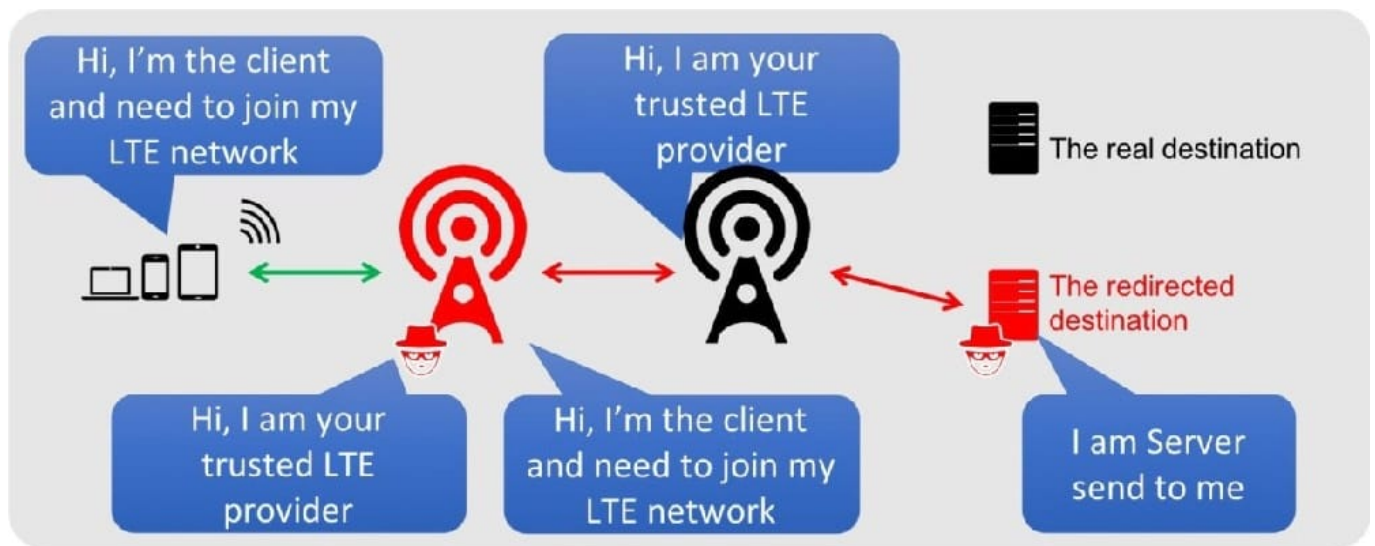 Hi, I'm the client
and need to join my
LTE network
Hi, I am your
trusted LTE
provider
The real destination
The redirected
destination
Hi, I am your
trusted LTE
provider
Hi, I'm the client
and need to join my
LTE network
I am Server
send to me